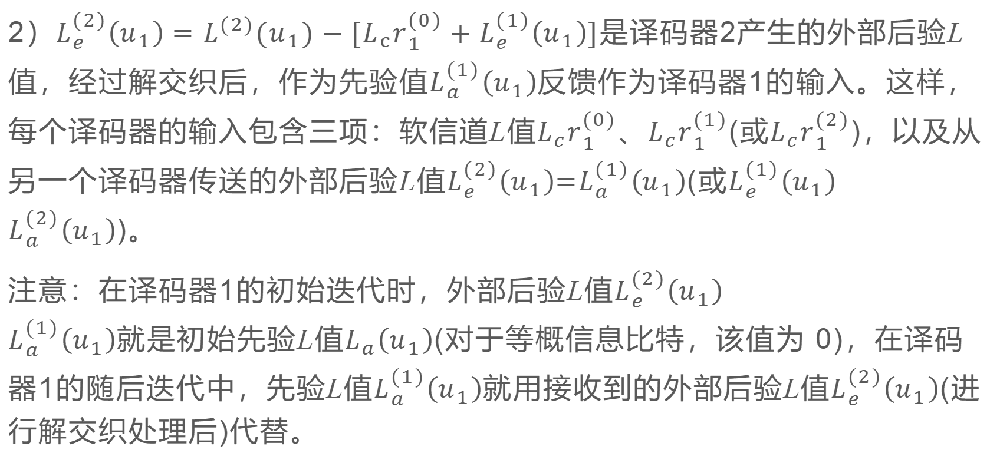 2）$L_e^{(2)}(u_1) = L^{(2)}(u_1) - [L_{\mathrm{c}}r_1^{(0)} + L_e^{(1)}(u_1)]$是译码器2产生的外部后验$L$
值，经过解交织后，作为先验值$L_a^{(1)}(u_1)$反馈作为译码器1的输入。这样，
每个译码器的输入包含三项：软信道$L$值$L_c r_1^{(0)}$、$L_c r_1^{(1)}$(或$L_c r_1^{(2)}$)，以及从
另一个译码器传送的外部后验$L$值$L_e^{(2)}(u_1)$=$L_a^{(1)}(u_1)$(或$L_e^{(1)}(u_1)$
$L_a^{(2)}(u_1)$)。
注意：在译码器1的初始迭代时，外部后验$L$值$L_e^{(2)}(u_1)$
$L_a^{(1)}(u_1)$就是初始先验$L$值$L_a(u_1)$(对于等概信息比特，该值为 0)，在译码
器1的随后迭代中，先验$L$值$L_a^{(1)}(u_1)$就用接收到的外部后验$L$值$L_e^{(2)}(u_1)$(进
行解交织处理后)代替。